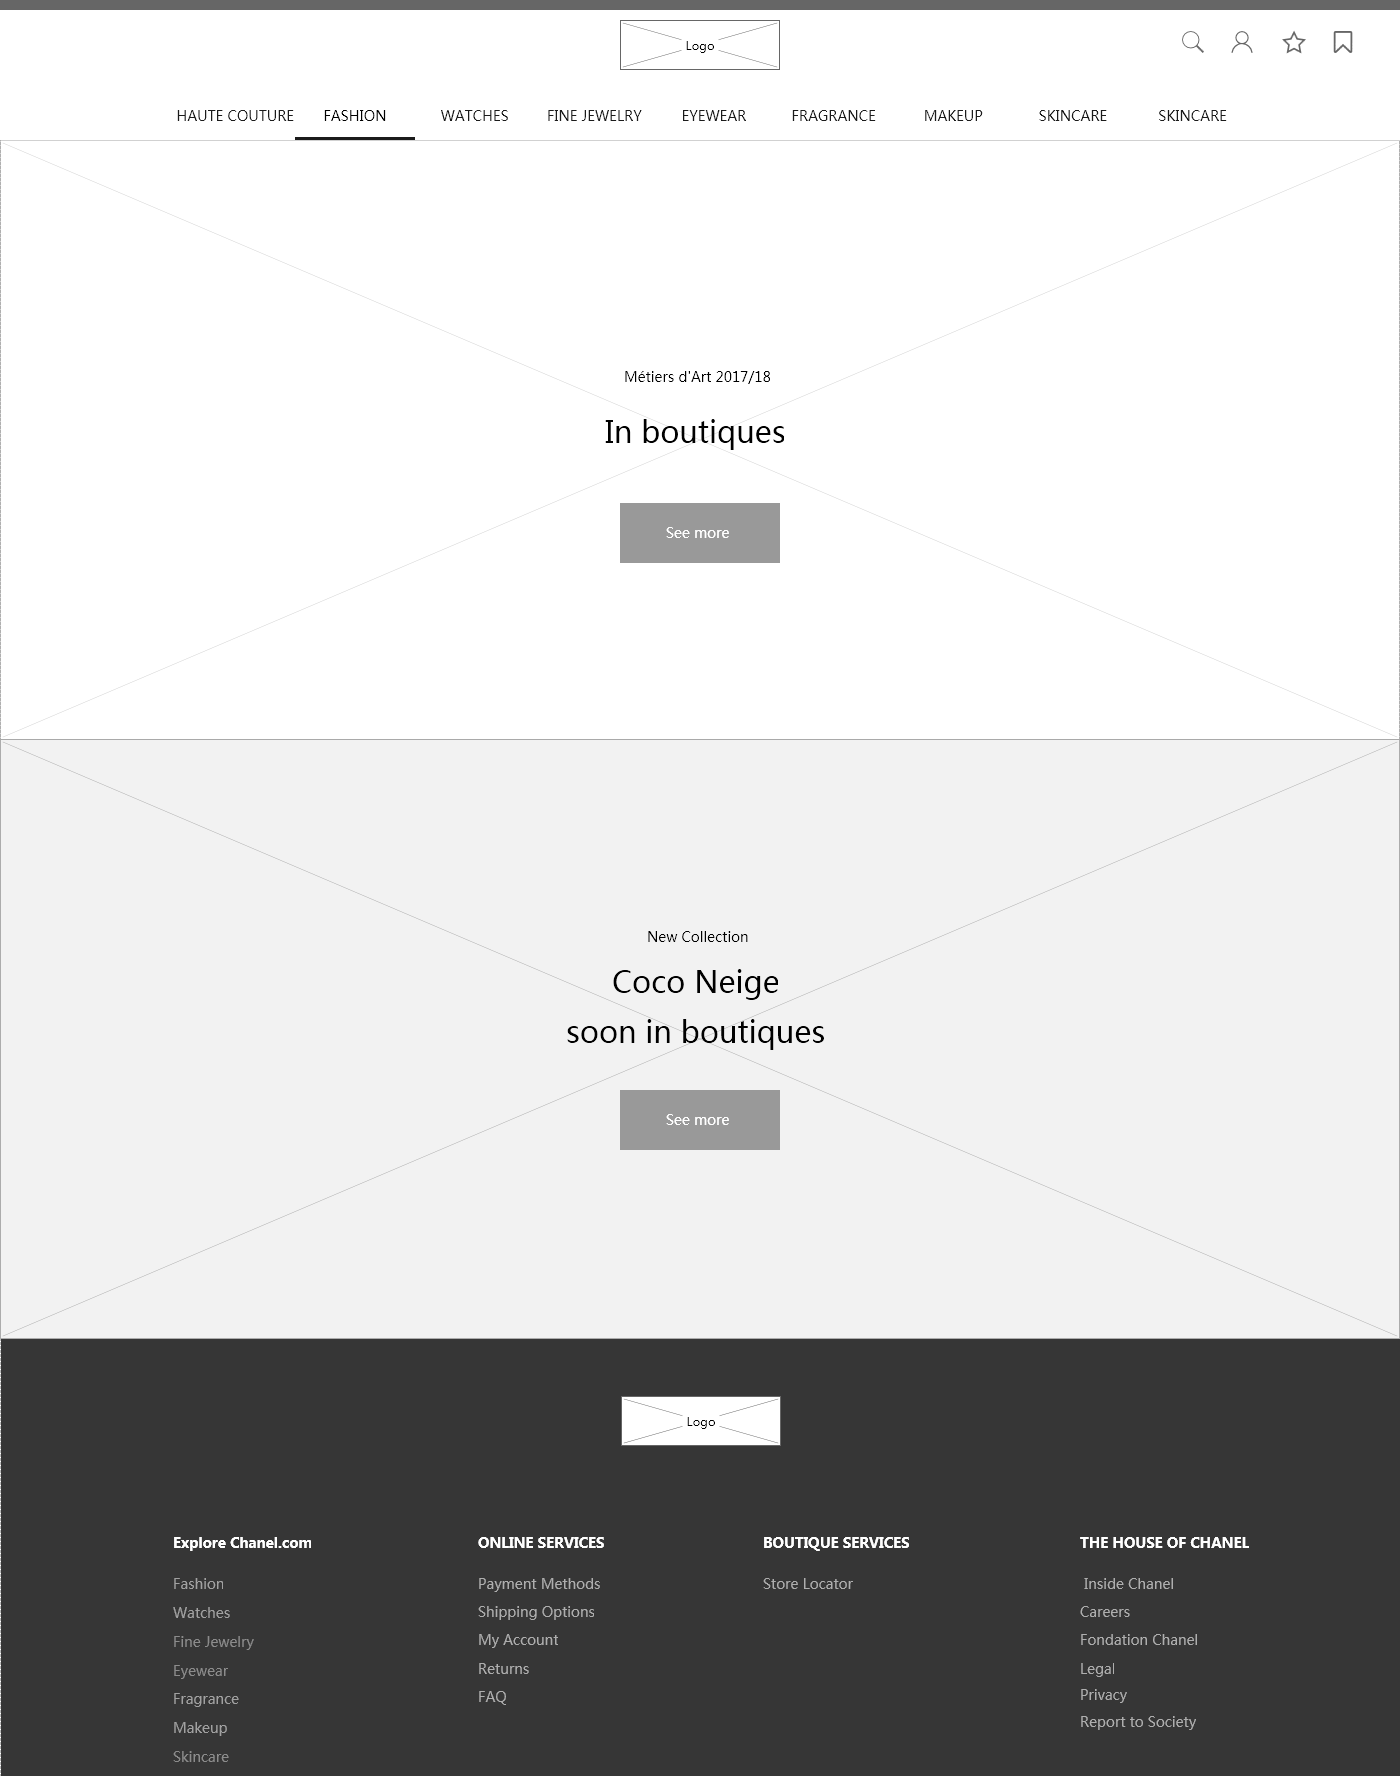 Logo
HAUTE COUTURE FASHION WATCHES FINE JEWELRY EYEWEAR FRAGRANCE MAKEUP SKINCARE SKINCARE
Métiers d'Art 2017/18
In boutiques
See more
New Collection
Coco Neige
soon in boutiques
See more
Logo
Explore Chanel.com
Fashion
Watches
Fine Jewelry
Eyewear
Fragrance
Makeup
Skincare
ONLINE SERVICES
Payment Methods
Shipping Options
My Account
Returns
FAQ
BOUTIQUE SERVICES
Store Locator
THE HOUSE OF CHANEL
Inside Chanel
Careers
Fondation Chanel
Legal
Privacy
Report to Society